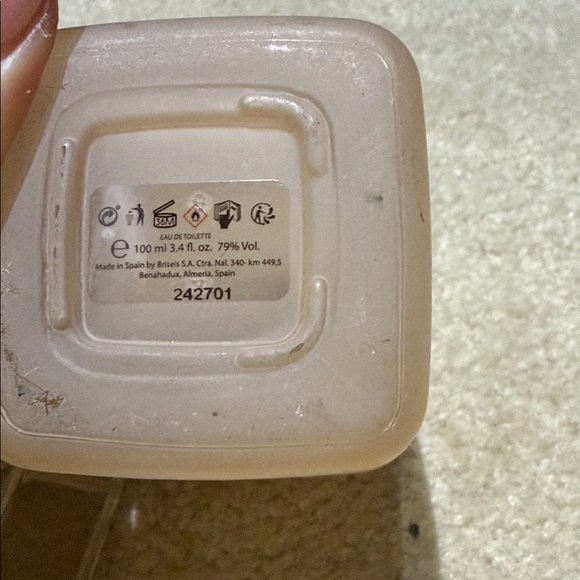 36M
EAU DE TOILETTE
e 100 ml 3.4 fl. oz. 79% Vol.
Made in Spain by Briseis S.A. Ctra. Nal. 340- km 449,5
Benahadux, Almeria, Spain
242701